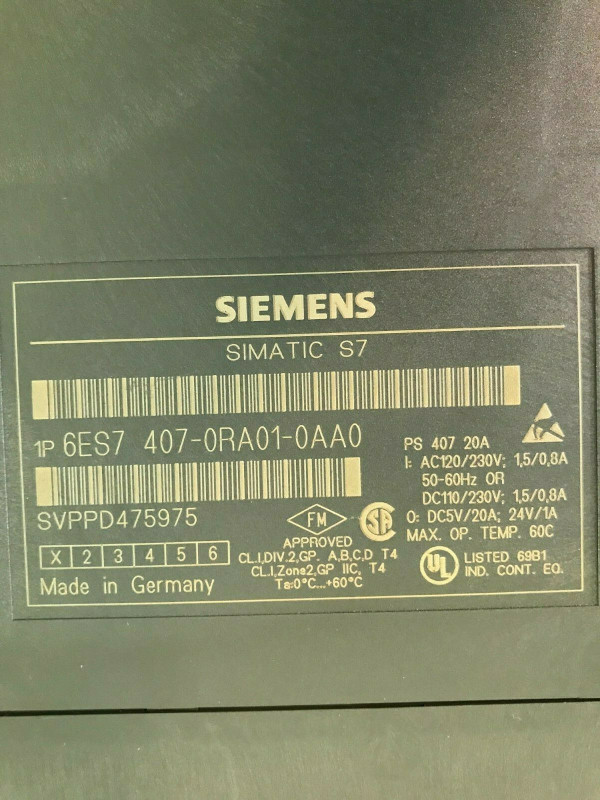 SIEMENS
SIMATIC S7
1P 6ES7 407-0RA01-0AA0
SVPPD475975
X 2 3 4 5 6
Made in Germany
FM
APPROVED
CL.I,DIV.2,GP. A,B,C,D T4
CL.I,Zone2,GP IIC, T4
Ta:0°C...+60°C
SA
PS 407 20A
I: AC120/230V; 1,5/0,8A
50-60Hz OR
DC110/230V; 1,5/0,8A
O: DC5V/20A; 24V/1A
MAX. OP. TEMP. 60C
UL
LISTED 69B1
IND. CONT. EQ.